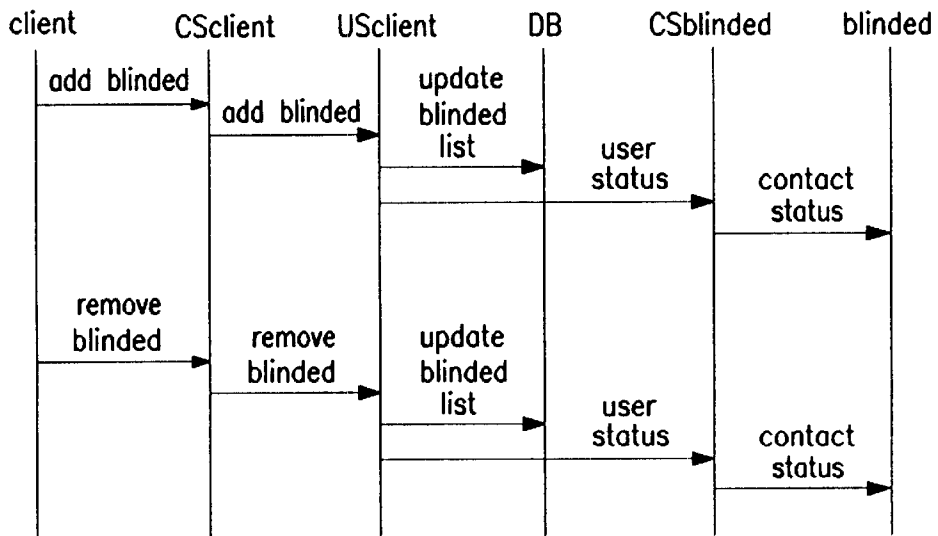 client CSclient USclient DB CSblinded blinded
add blinded
add blinded
update
blinded
list
user
status
contact
status
remove
blinded
remove
blinded
update
blinded
list
user
status
contact
status